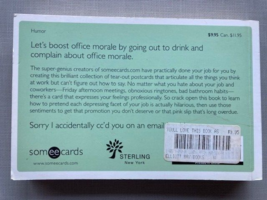 Humor
$9.95 Can. $11.95
Let's boost office morale by going out to drink and
complain about office morale.
The super genius creators of someecards.com have practically done your job for you by
creating this brilliant collection of tear-out postcards that articulate all the things you think
at work but can't figure out how to say. No matter what you hate about your job and
coworkers—Friday afternoon meetings, obnoxious ringtones, bad bathroom habits—
there's a card that expresses your feelings professionally. So crack open this book to learn
how to pretend each depressing facet of your job is actually hilarious, then use those
sentiments to get that promotion you don't deserve or that pink slip that's long overdue.
Sorry I accidentally cc'd you on an email
someecards
www.someecards.com
STERLING
New York